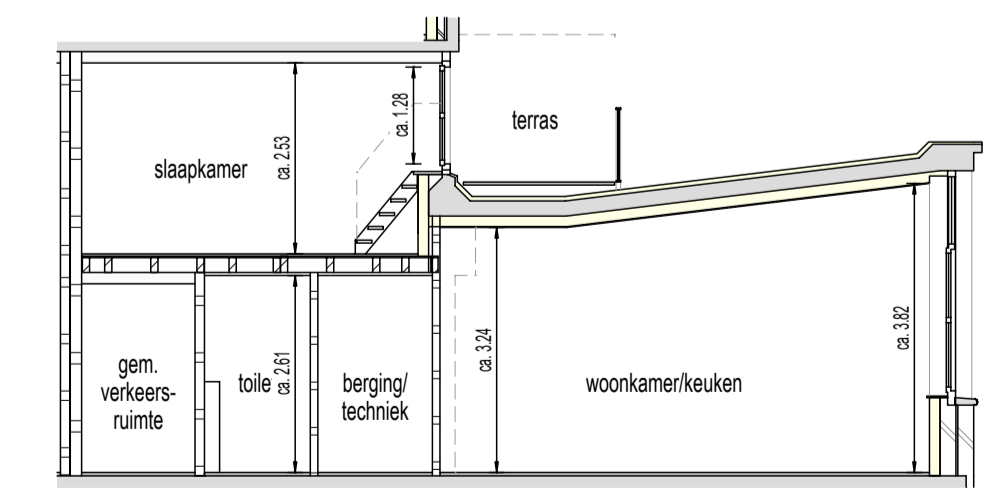 terras
slaapkamer
ca. 2.53
ca. 1.28
gem.
verkeers-
ruimte
toile
ca. 2.61
berging/
techniek
ca. 3.24
woonkamer/keuken
ca. 3.82